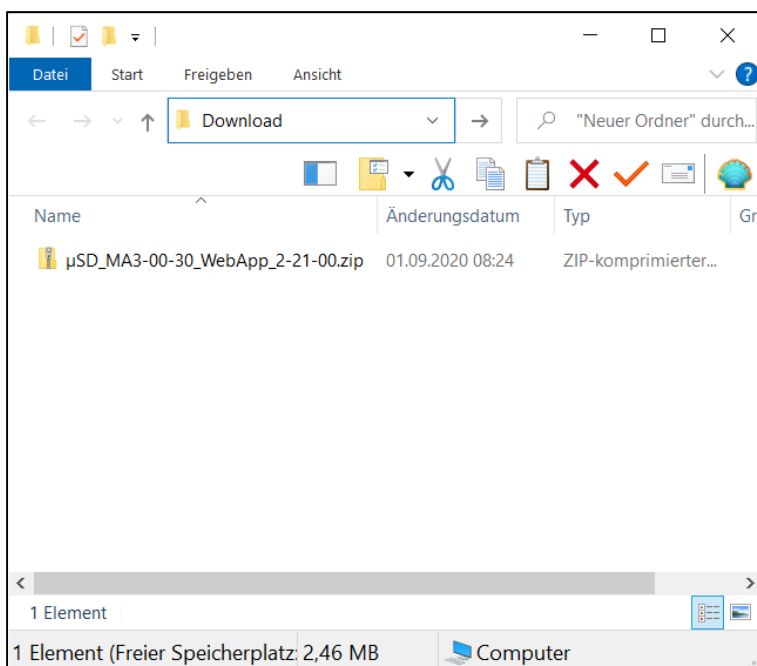 Datei Start Freigeben Ansicht ?
Download "Neuer Ordner" durch...
Name Änderungsdatum Typ Gr
µSD_MA3-00-30_WebApp_2-21-00.zip 01.09.2020 08:24 ZIP-komprimierter...
1 Element
1 Element (Freier Speicherplatz: 2,46 MB Computer